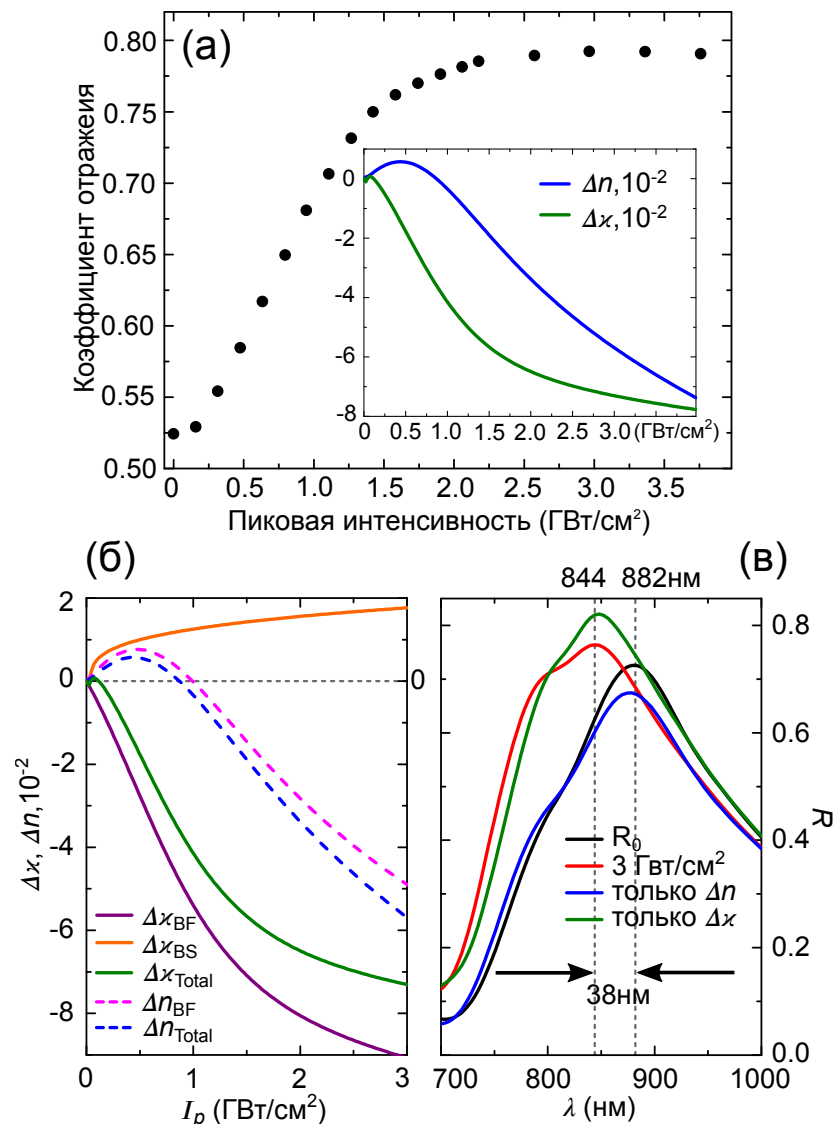 (а)
0.80
0.75
0.70
0.65
0.60
0.55
0.50
Коэффициент отражеия
0
-2
-4
-6
-8
Δn,10⁻²
Δϰ,10⁻²
0 0.5 1.0 1.5 2.0 2.5 3.0 (ГВт/см²)
0 0.5 1.0 1.5 2.0 2.5 3.0 3.5
Пиковая интенсивность (ГВт/см²)
(б)
2
0
-2
-4
-6
-8
Δϰ, Δn,10⁻²
Δϰ_BF
Δϰ_BS
Δϰ_Total
Δn_BF
Δn_Total
0 1 2 3
I_p (ГВт/см²)
(в)
844 882нм
0
0.8
0.6
0.4
0.2
0.0
R
R₀
3 Гвт/см²
только Δn
только Δϰ
38нм
700 800 900 1000
λ (нм)